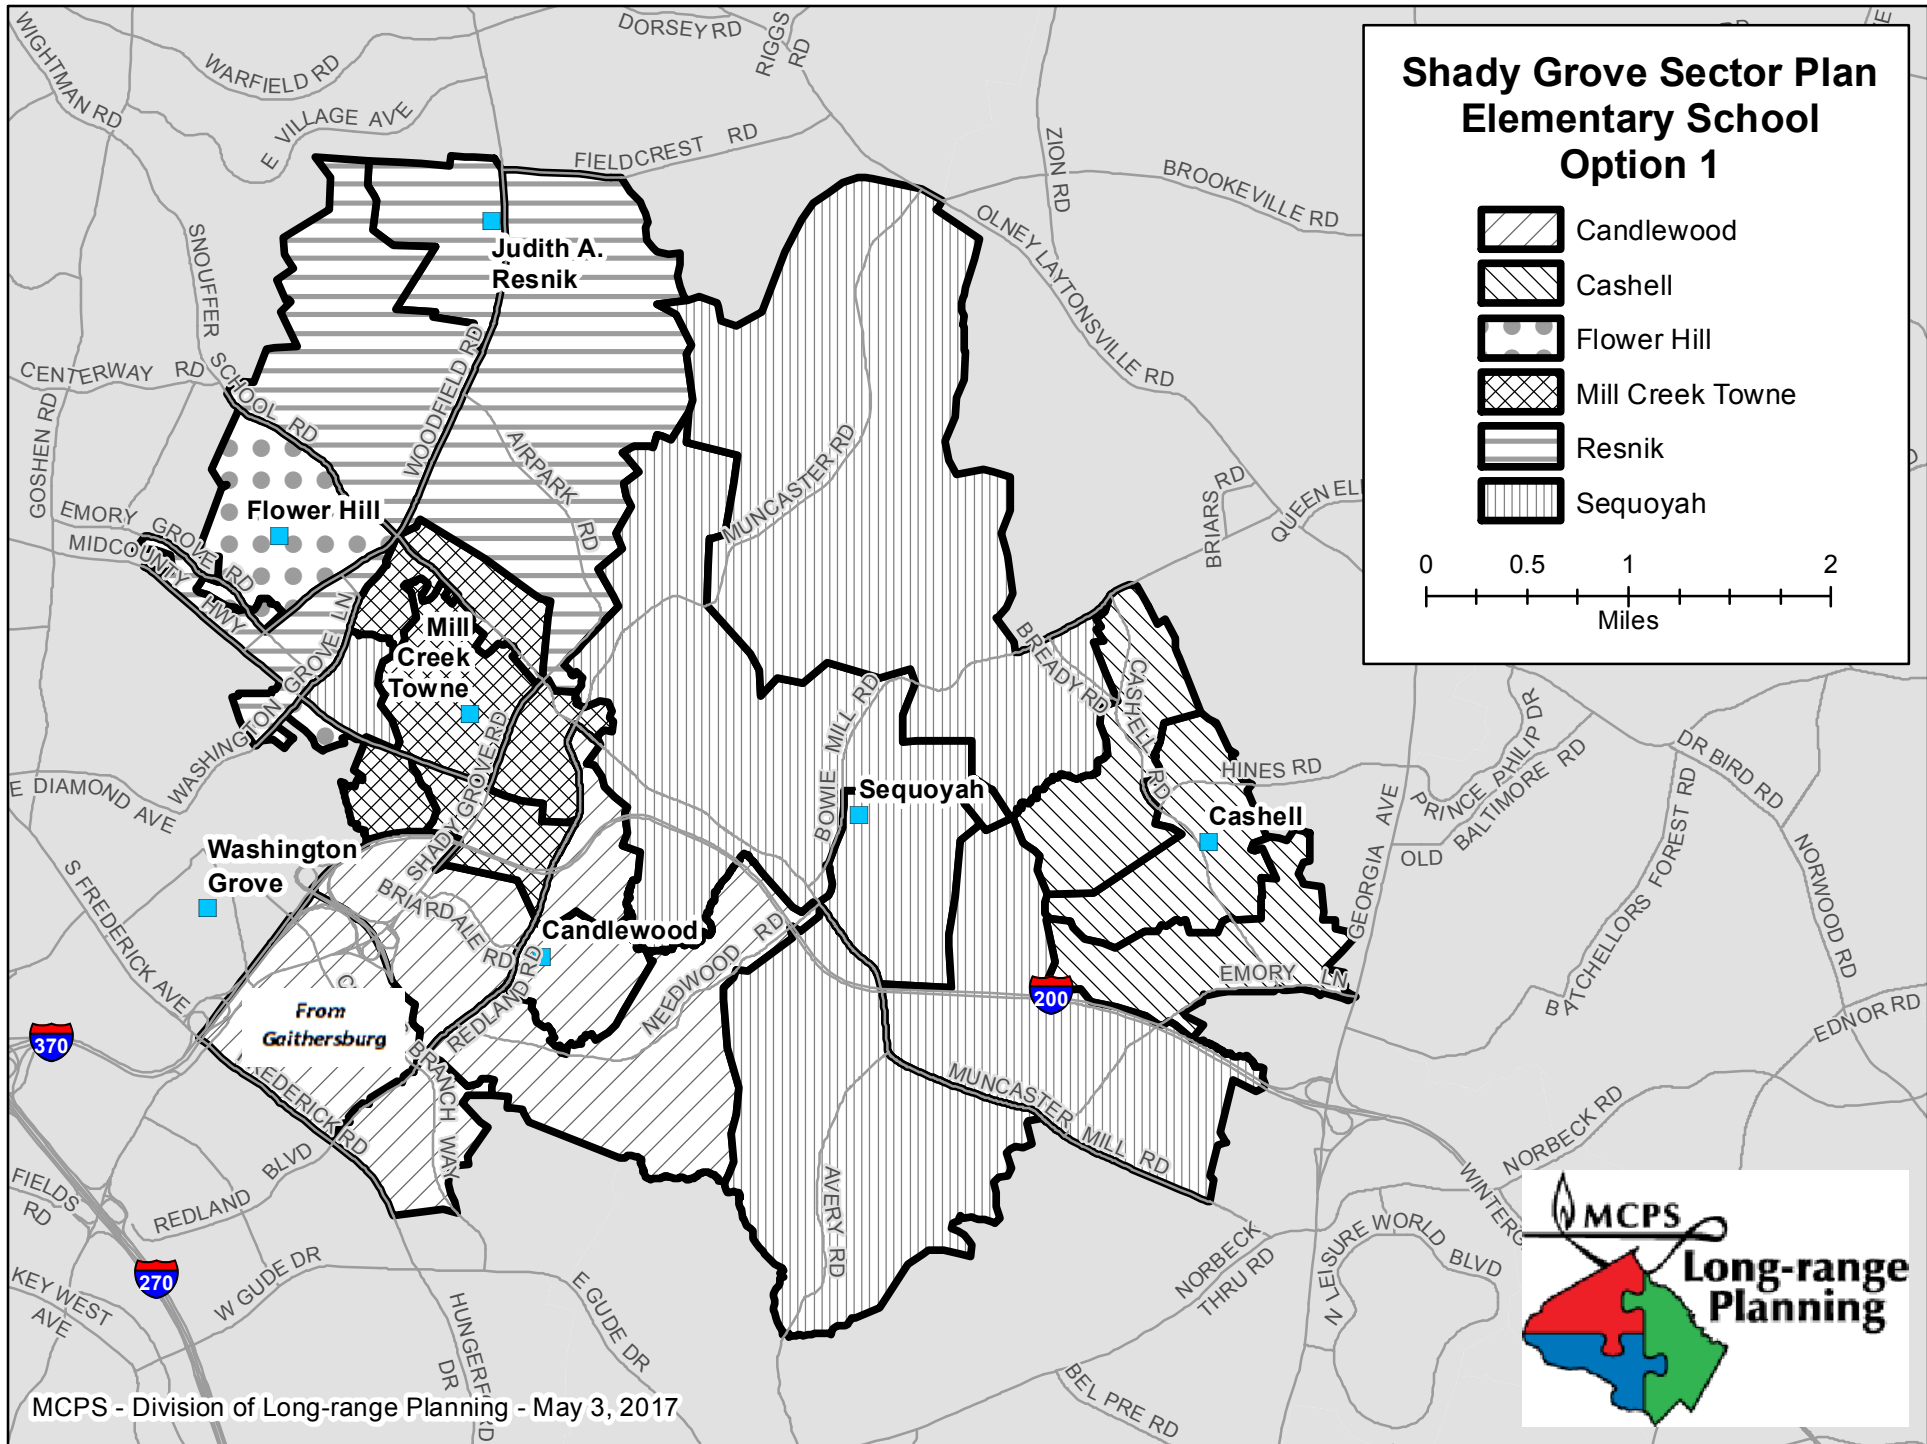 Shady Grove Sector Plan
Elementary School
Option 1
Candlewood
Cashell
Flower Hill
Mill Creek Towne
Resnik
Sequoyah
0 0.5 1 2
Miles
WIGHTMAN RD
WARFIELD RD
E VILLAGE AVE
DORSEY RD
RIGGS RD
FIELDCREST RD
ZION RD
BROOKEVILLE RD
OLNEY LAYTONSVILLE RD
SNOUFFER SCHOOL RD
Judith A.
Resnik
CENTERWAY RD
GOSHEN RD
WOODFIELD RD
AIRPARK RD
MUNCASTER RD
BRIARS RD
QUEEN ELI
Flower Hill
EMORY GROVE RD
MIDCOUNTY HWY
WASHINGTON GROVE LN
Mill
Creek
Towne
BREADY RD
CASHELL RD
BOWIE MILL RD
HINES RD
PRINCE PHILIP DR
DR BIRD RD
E DIAMOND AVE
SHADY GROVE RD
Sequoyah
Cashell
GEORGIA AVE
OLD BALTIMORE RD
BATCHELLORS FOREST RD
NORWOOD RD
Washington
Grove
S FREDERICK AVE
BRIARDALE RD
Candlewood
REDLAND RD
NEEDWOOD RD
EMORY LN
200
EDNOR RD
From
Gaithersburg
370
FREDERICK RD
BRANCH WAY
MUNCASTER MILL RD
NORBECK RD
REDLAND BLVD
FIELDS RD
AVERY RD
WINTERG
270
KEY WEST AVE
W GUDE DR
E GUDE DR
HUNGERFORD DR
NORBECK THRU RD
N LEISURE WORLD BLVD
BEL PRE RD
MCPS
Long-range
Planning
MCPS - Division of Long-range Planning - May 3, 2017